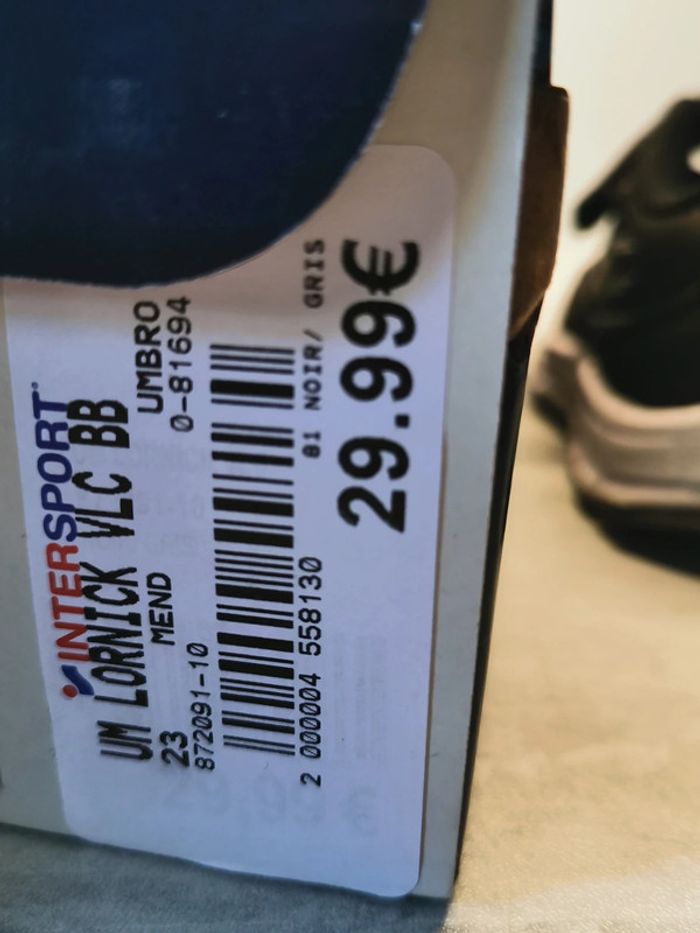 INTERSPORT
UM LORNICK VLC BB
23 MEND UMBRO
872091-10 0-81694
2 000004 558130 81 NOIR/ GRIS
29.99€